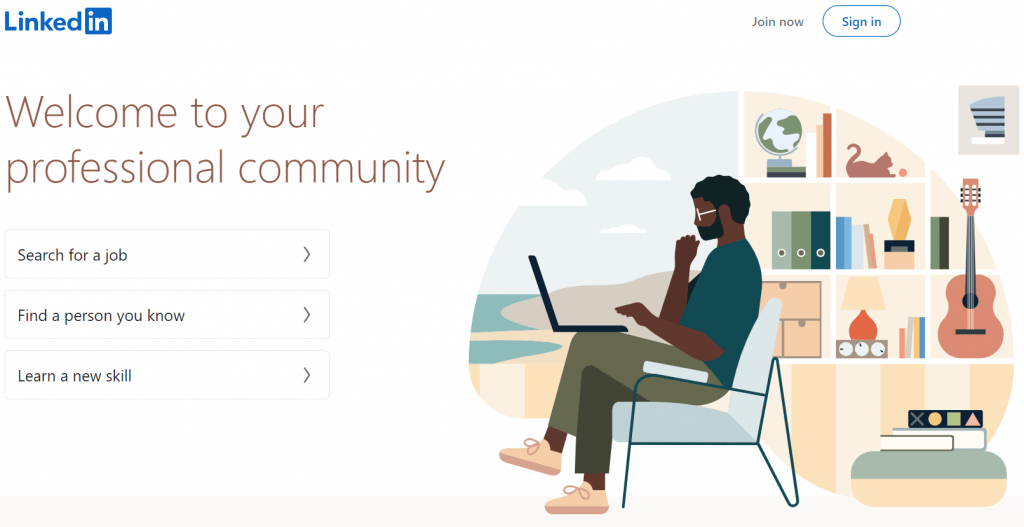 LinkedIn
Join now
Sign in
Welcome to your
professional community
Search for a job
Find a person you know
Learn a new skill